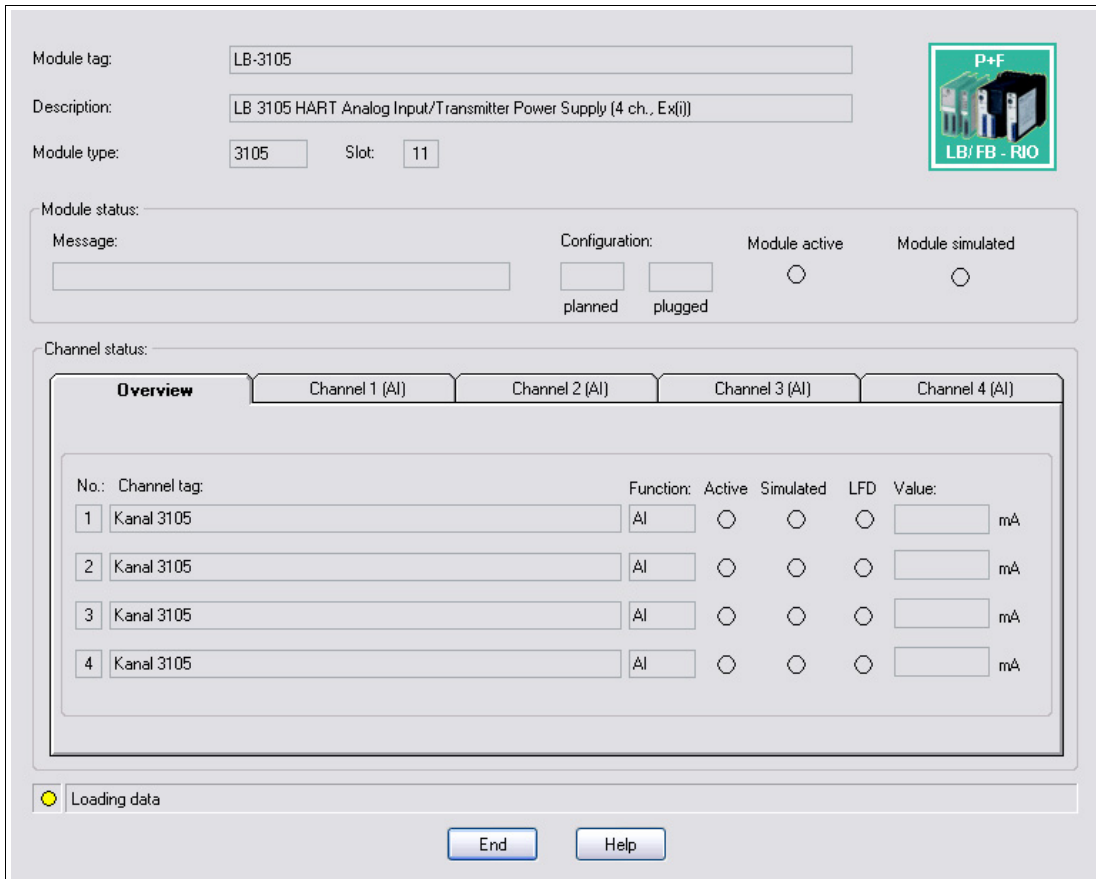 Module tag: LB-3105
P+F
Description: LB 3105 HART Analog Input/Transmitter Power Supply (4 ch., Ex(i))
Module type: 3105 Slot: 11
LB/FB - RIO
Module status:
Message: Configuration: Module active Module simulated
planned plugged
Channel status:
Overview Channel 1 (AI) Channel 2 (AI) Channel 3 (AI) Channel 4 (AI)
No.: Channel tag: Function: Active Simulated LFD Value:
1 Kanal 3105 AI mA
2 Kanal 3105 AI mA
3 Kanal 3105 AI mA
4 Kanal 3105 AI mA
Loading data
End Help